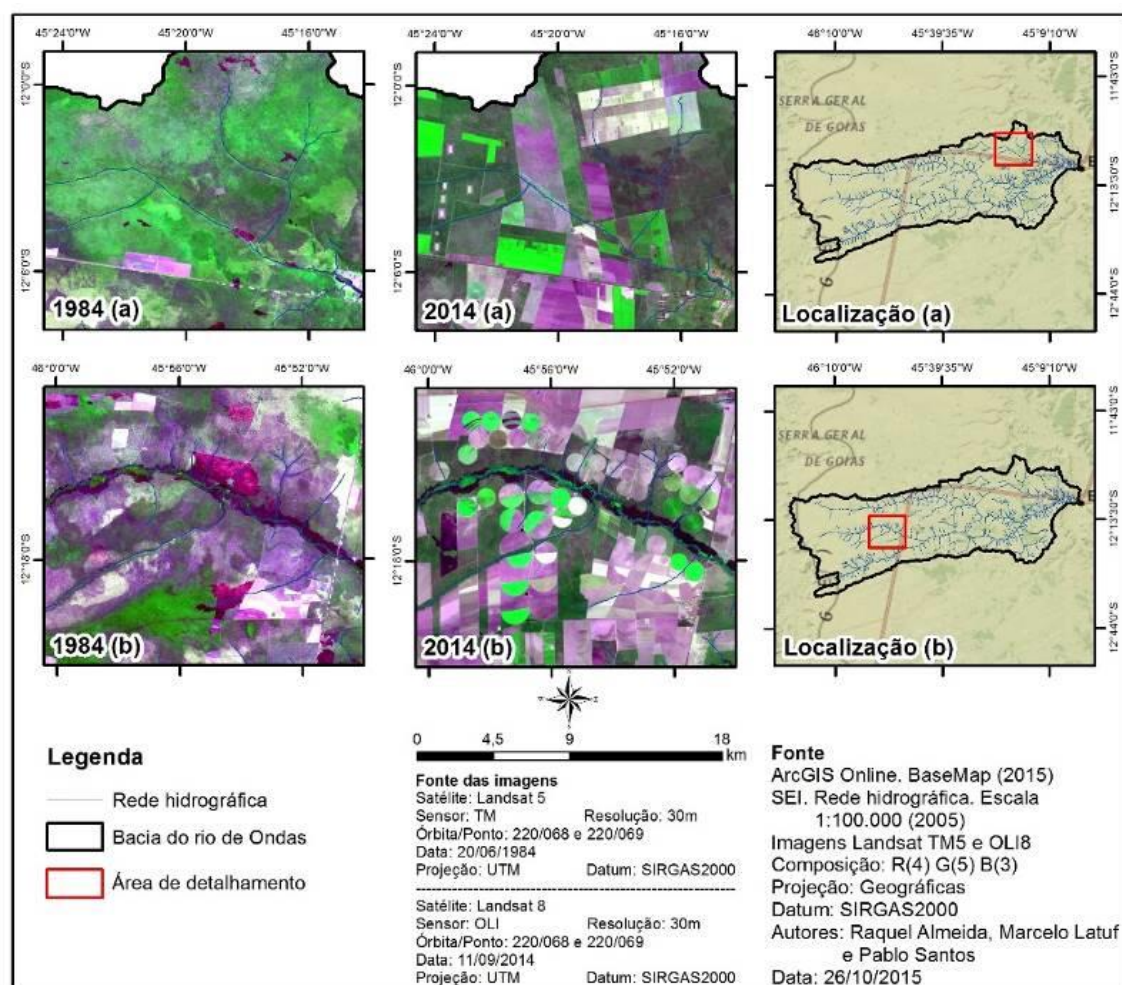 45°24'0"W 45°20'0"W 45°16'0"W
45°24'0"W 45°20'0"W 45°16'0"W
46°10'0"W 45°39'35"W 45°9'10"W
12°0'0"S
12°6'0"S
1984 (a)
12°0'0"S
12°6'0"S
2014 (a)
SERRA GERAL
DE GOIAS
11°43'0"S
12°13'30"S
12°44'0"S
Localização (a)
46°0'0"W 45°56'0"W 45°52'0"W
46°0'0"W 45°56'0"W 45°52'0"W
46°10'0"W 45°39'35"W 45°9'10"W
12°18'0"S
1984 (b)
12°18'0"S
2014 (b)
SERRA GERAL
DE GOIAS
11°43'0"S
12°13'30"S
12°44'0"S
Localização (b)
N
Legenda
Rede hidrográfica
Bacia do rio de Ondas
Área de detalhamento
0 4,5 9 18
km
Fonte das imagens
Satélite: Landsat 5
Sensor: TM Resolução: 30m
Órbita/Ponto: 220/068 e 220/069
Data: 20/06/1984
Projeção: UTM Datum: SIRGAS2000
Satélite: Landsat 8
Sensor: OLI Resolução: 30m
Órbita/Ponto: 220/068 e 220/069
Data: 11/09/2014
Projeção: UTM Datum: SIRGAS2000
Fonte
ArcGIS Online. BaseMap (2015)
SEI. Rede hidrográfica. Escala
1:100.000 (2005)
Imagens Landsat TM5 e OLI8
Composição: R(4) G(5) B(3)
Projeção: Geográficas
Datum: SIRGAS2000
Autores: Raquel Almeida, Marcelo Latuf
e Pablo Santos
Data: 26/10/2015